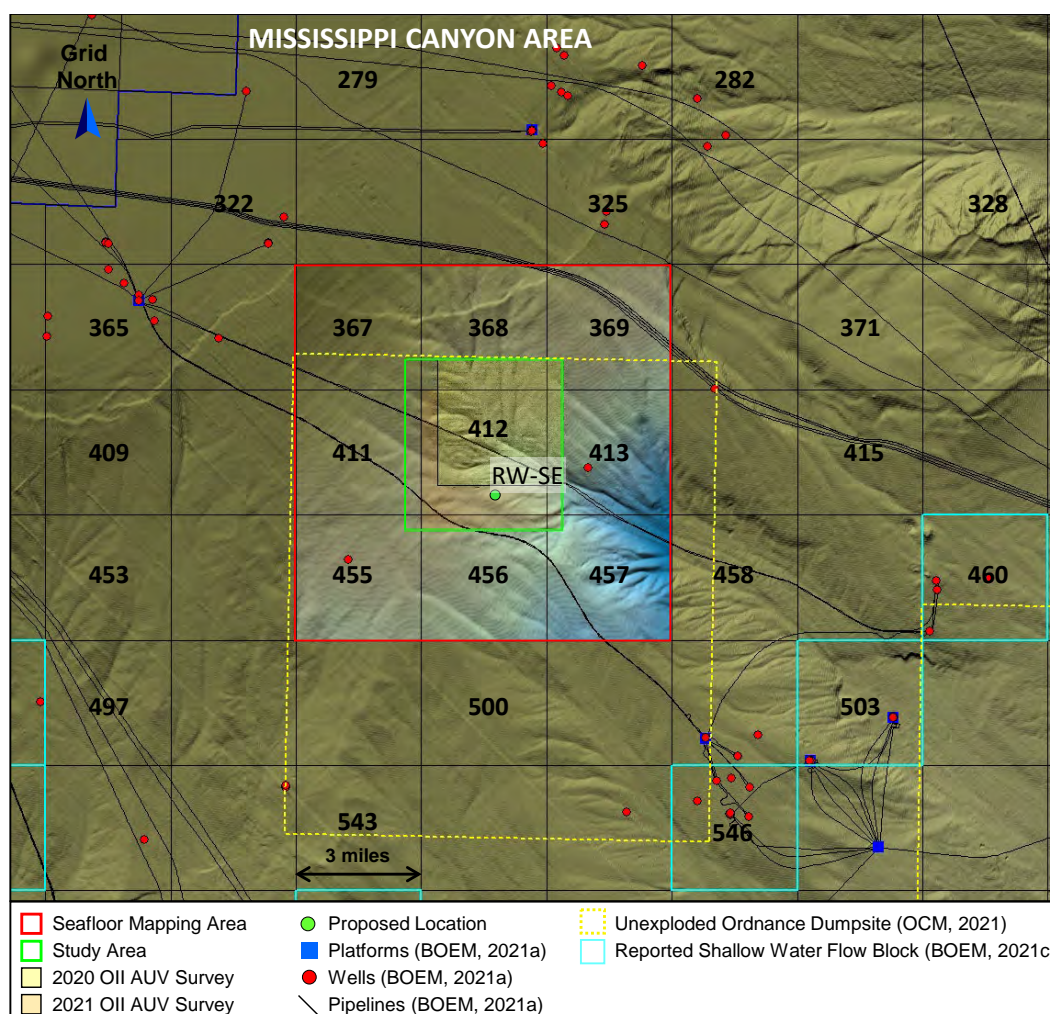 MISSISSIPPI CANYON AREA
Grid
North
279
282
322
325
328
365
367
368
369
371
409
411
412
413
415
RW-SE
453
455
456
457
458
460
497
500
503
543
546
3 miles
Seafloor Mapping Area
Study Area
2020 OII AUV Survey
2021 OII AUV Survey
Proposed Location
Platforms (BOEM, 2021a)
Wells (BOEM, 2021a)
Pipelines (BOEM, 2021a)
Unexploded Ordnance Dumpsite (OCM, 2021)
Reported Shallow Water Flow Block (BOEM, 2021c